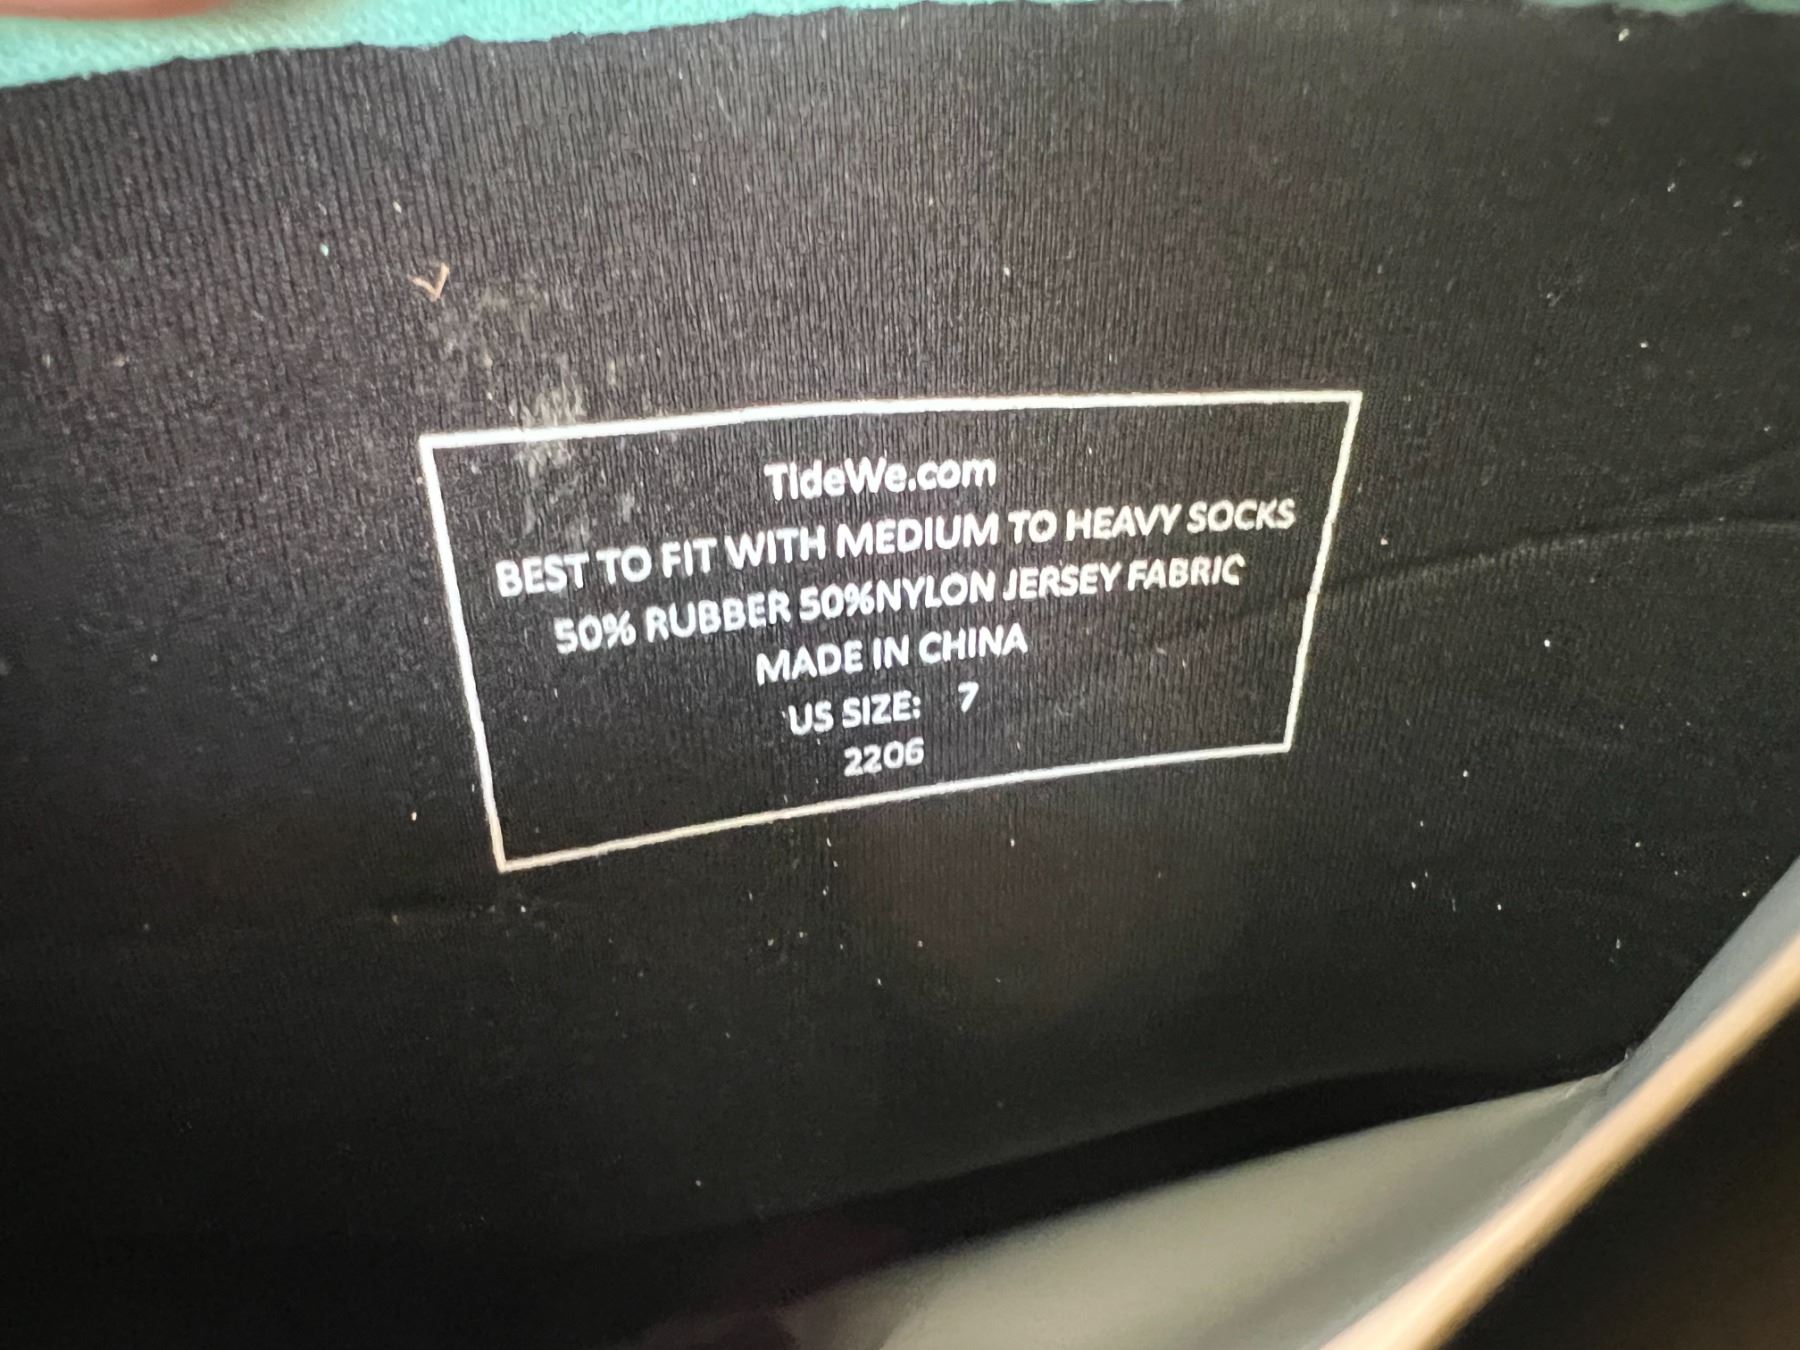 TideWe.com
BEST TO FIT WITH MEDIUM TO HEAVY SOCKS
50% RUBBER 50%NYLON JERSEY FABRIC
MADE IN CHINA
US SIZE: 7
2206